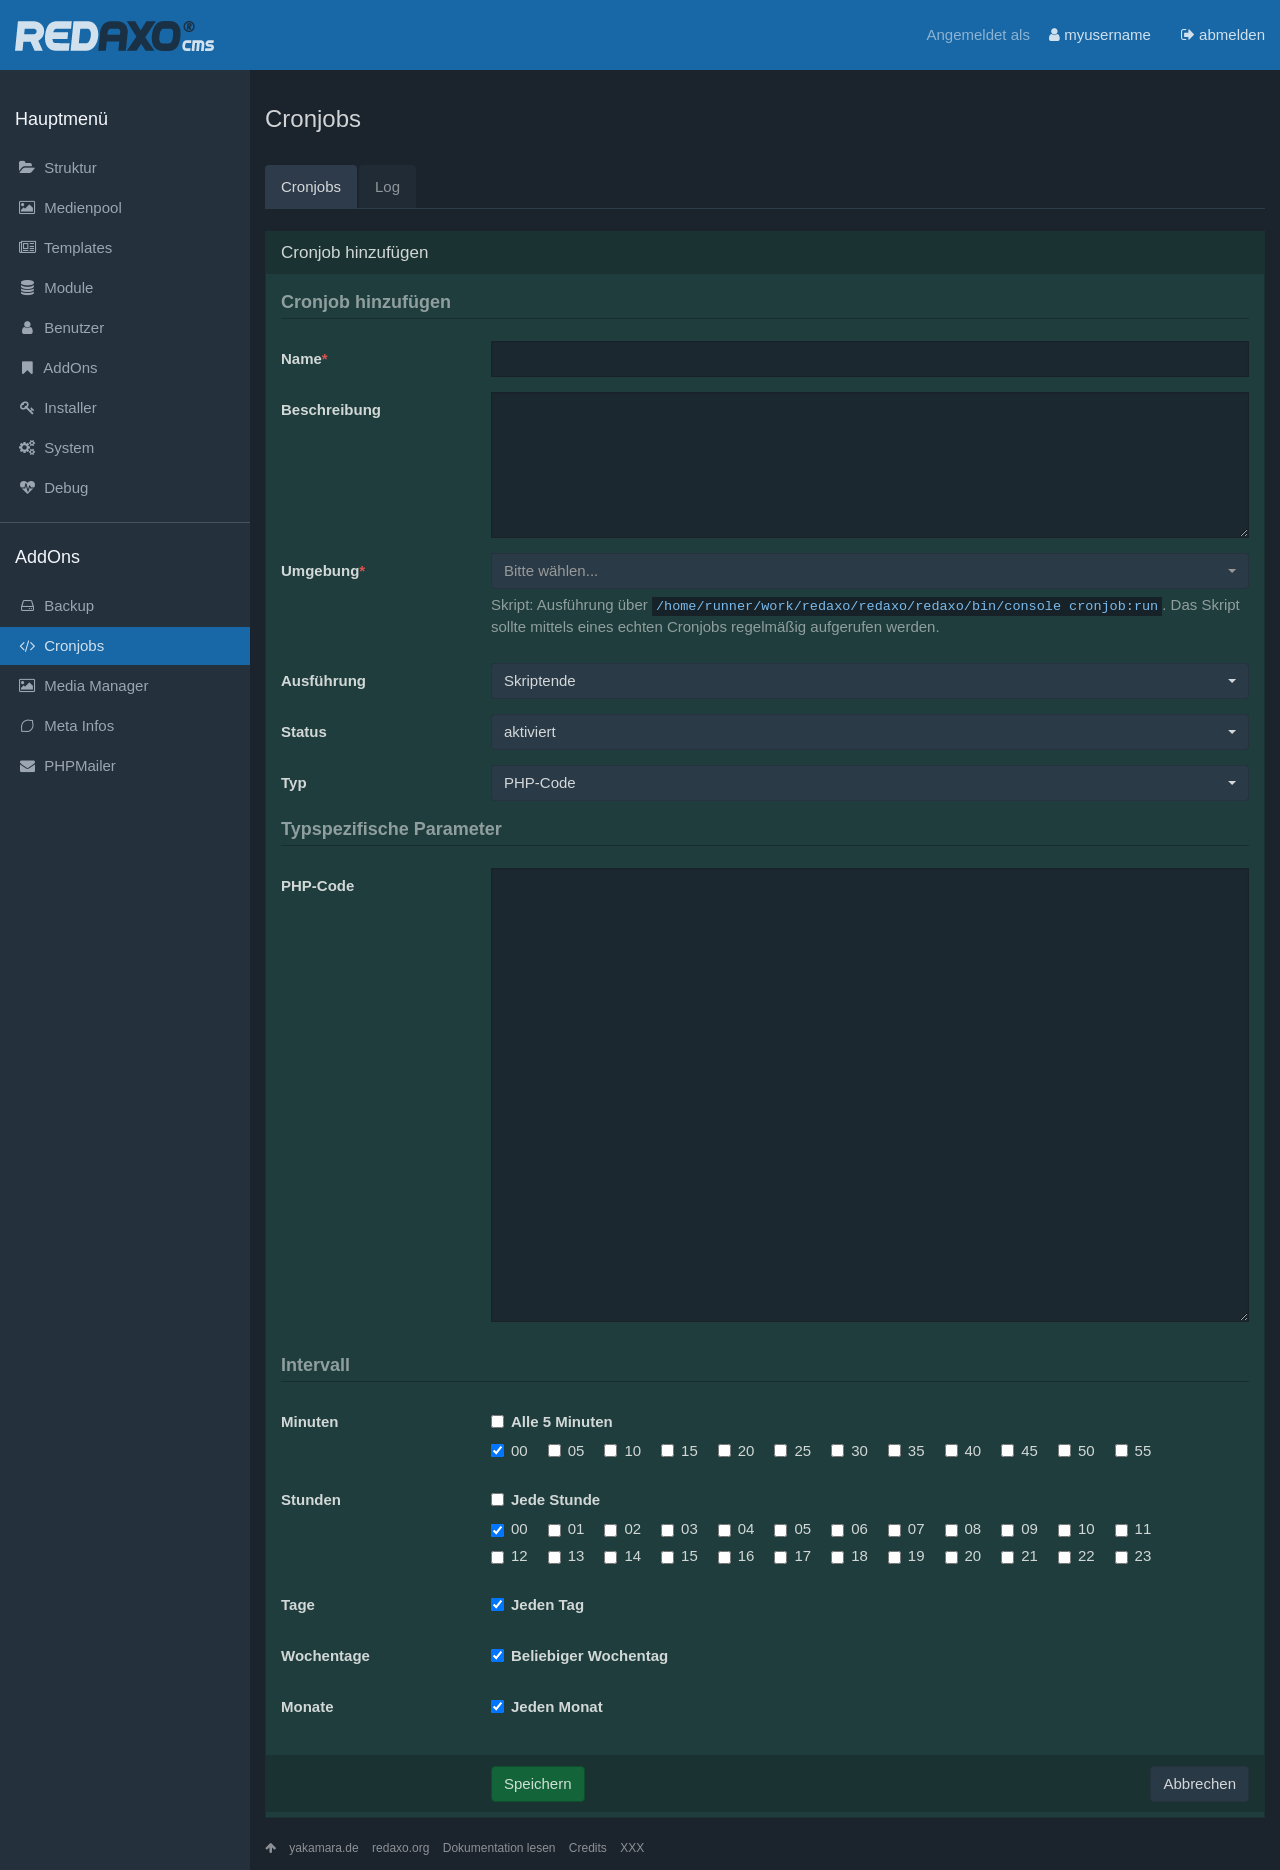 REDAXO® cms
Angemeldet als myusername abmelden
Hauptmenü
Struktur
Medienpool
Templates
Module
Benutzer
AddOns
Installer
System
Debug
AddOns
Backup
Cronjobs
Media Manager
Meta Infos
PHPMailer
Cronjobs
Cronjobs Log
Cronjob hinzufügen
Cronjob hinzufügen
Name*
Beschreibung
Umgebung* Bitte wählen...
Skript: Ausführung über /home/runner/work/redaxo/redaxo/redaxo/bin/console cronjob:run . Das Skript
sollte mittels eines echten Cronjobs regelmäßig aufgerufen werden.
Ausführung Skriptende
Status aktiviert
Typ PHP-Code
Typspezifische Parameter
PHP-Code
Intervall
Minuten Alle 5 Minuten
00 05 10 15 20 25 30 35 40 45 50 55
Stunden Jede Stunde
00 01 02 03 04 05 06 07 08 09 10 11
12 13 14 15 16 17 18 19 20 21 22 23
Tage Jeden Tag
Wochentage Beliebiger Wochentag
Monate Jeden Monat
Speichern Abbrechen
yakamara.de redaxo.org Dokumentation lesen Credits XXX